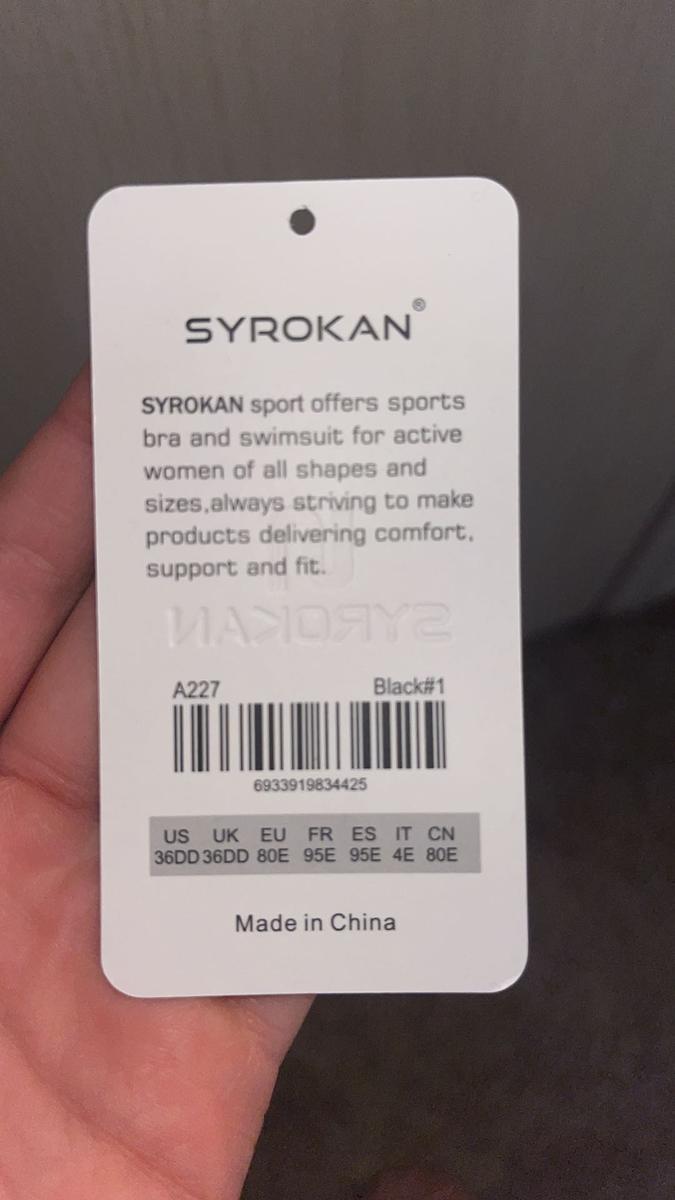 SYROKAN®
SYROKAN sport offers sports
bra and swimsuit for active
women of all shapes and
sizes,always striving to make
products delivering comfort,
support and fit.
SYROKAN
A227 Black#1
6933919834425
US UK EU FR ES IT CN
36DD 36DD 80E 95E 95E 4E 80E
Made in China